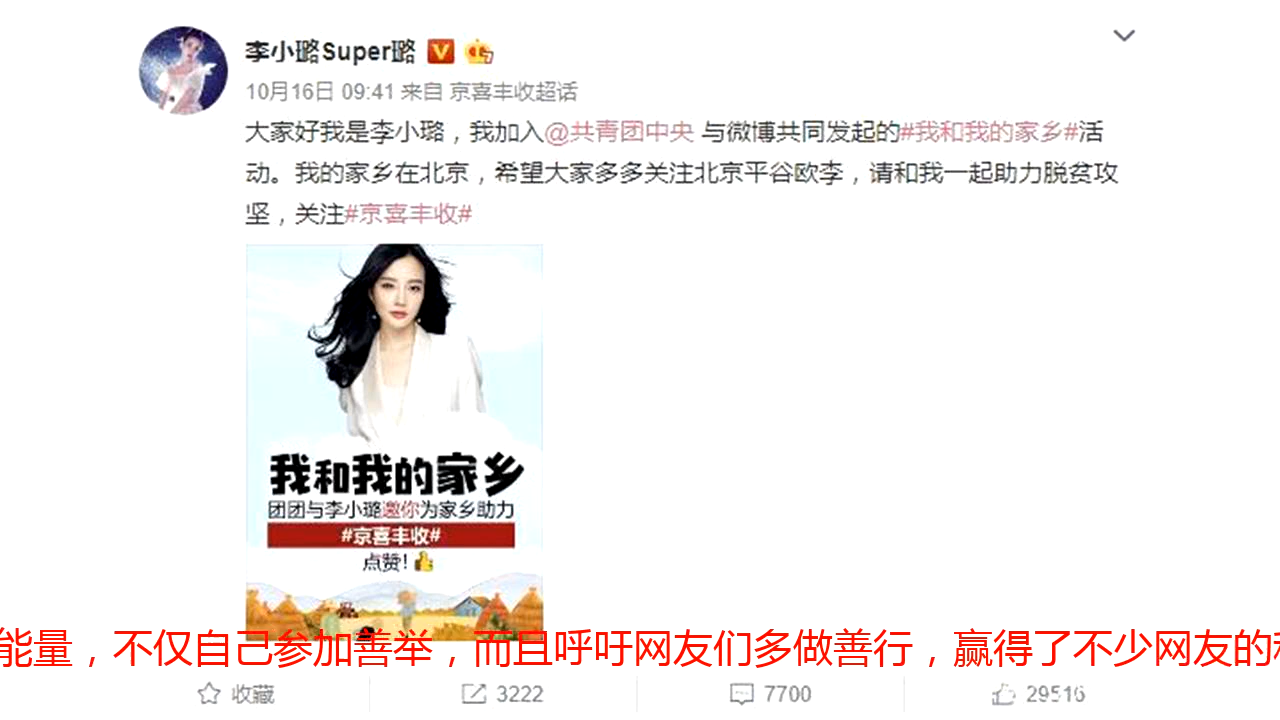 李小璐Super璐
10月16日 09:41 来自 京喜丰收超话
大家好我是李小璐，我加入@共青团中央 与微博共同发起的#我和我的家乡#活
动。我的家乡在北京，希望大家多多关注北京平谷欧李，请和我一起助力脱贫攻
坚，关注#京喜丰收#
我和我的家乡
团团与李小璐邀你为家乡助力
#京喜丰收#
点赞！
能量，不仅自己参加善举，而且呼吁网友们多做善行，赢得了不少网友的
收藏 3222 7700 29516